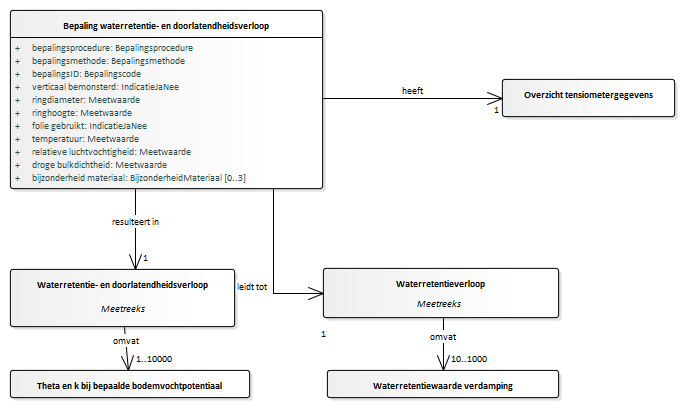 Bepaling waterretentie- en doorlatendheidsverloop
+ bepalingsprocedure: Bepalingsprocedure
+ bepalingsmethode: Bepalingsmethode
+ bepalingsID: Bepalingscode
+ verticaal bemonsterd: IndicatieJaNee
+ ringdiameter: Meetwaarde
+ ringhoogte: Meetwaarde
+ folie gebruikt: IndicatieJaNee
+ temperatuur: Meetwaarde
+ relatieve luchtvochtigheid: Meetwaarde
+ droge bulkdichtheid: Meetwaarde
+ bijzonderheid materiaal: BijzonderheidMateriaal [0..3]
heeft
1
Overzicht tensiometergegevens
resulteert in
1
leidt tot
1
Waterretentie- en doorlatendheidsverloop
Meetreeks
Waterretentieverloop
Meetreeks
omvat
1..10000
omvat
10..1000
Theta en k bij bepaalde bodemvochtpotentiaal
Waterretentiewaarde verdamping